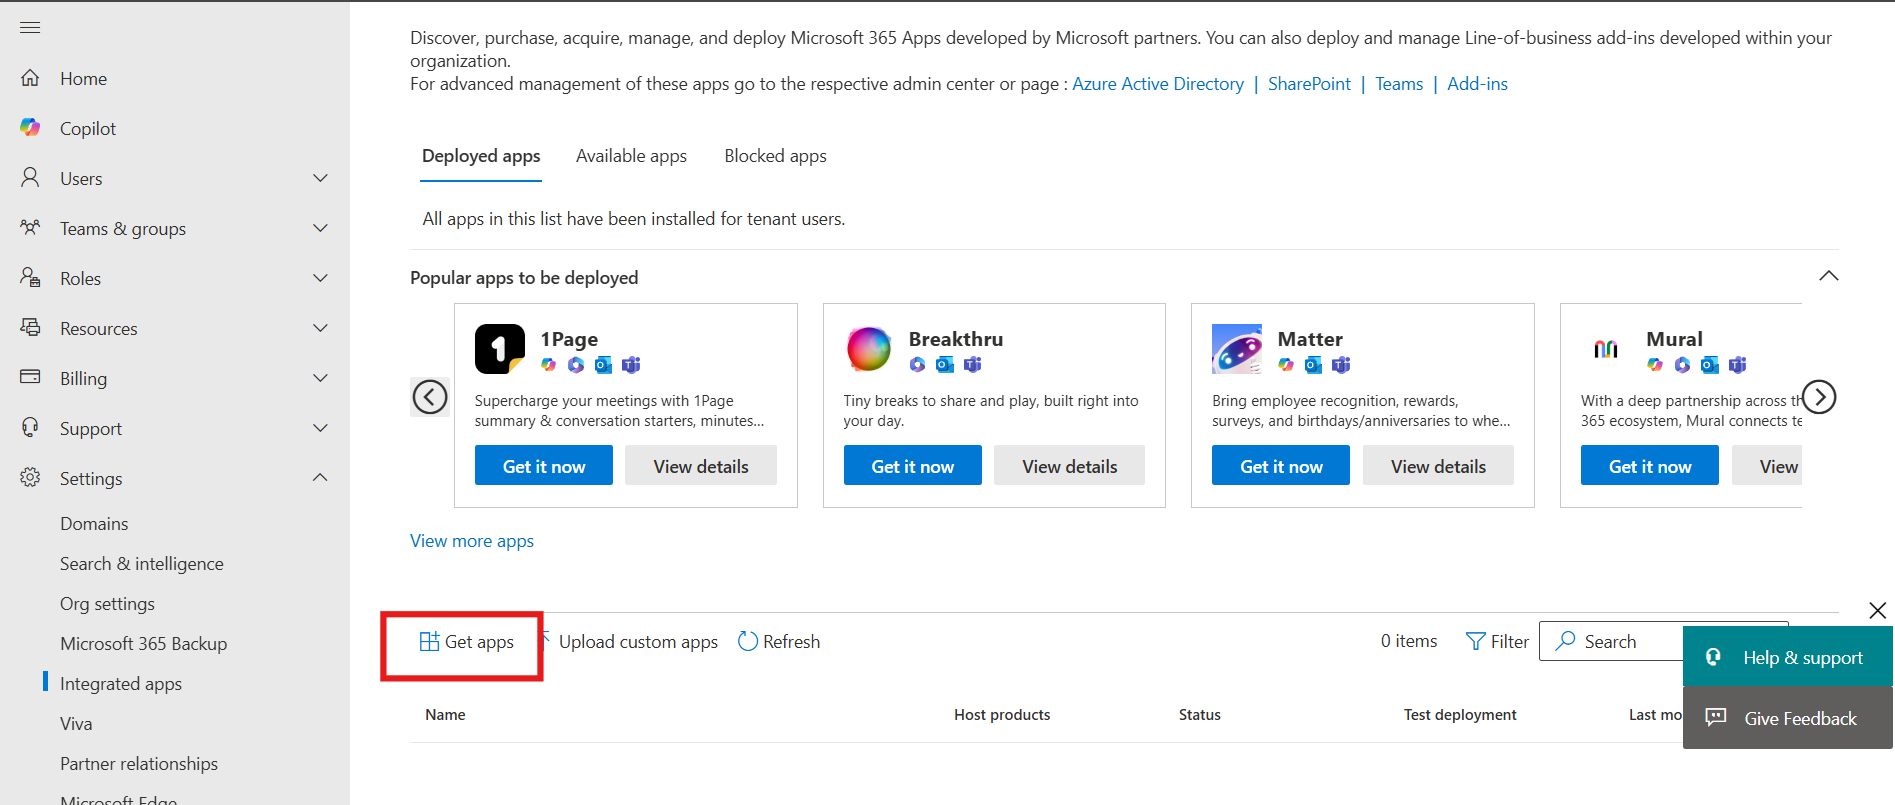 Discover, purchase, acquire, manage, and deploy Microsoft 365 Apps developed by Microsoft partners. You can also deploy and manage Line-of-business add-ins developed within your
organization.
For advanced management of these apps go to the respective admin center or page : Azure Active Directory | SharePoint | Teams | Add-ins
Home
Copilot
Users
Teams & groups
Roles
Resources
Billing
Support
Settings
Domains
Search & intelligence
Org settings
Microsoft 365 Backup
Integrated apps
Viva
Partner relationships
Microsoft Edge
Deployed apps
Available apps
Blocked apps
All apps in this list have been installed for tenant users.
Popular apps to be deployed
1Page
Supercharge your meetings with 1Page
summary & conversation starters, minutes...
Get it now
View details
Breakthru
Tiny breaks to share and play, built right into
your day.
Get it now
View details
Matter
Bring employee recognition, rewards,
surveys, and birthdays/anniversaries to whe...
Get it now
View details
Mural
With a deep partnership across th
365 ecosystem, Mural connects te
Get it now
View
View more apps
Get apps
Upload custom apps
Refresh
0 items
Filter
Search
Help & support
Give Feedback
Name
Host products
Status
Test deployment
Last mo